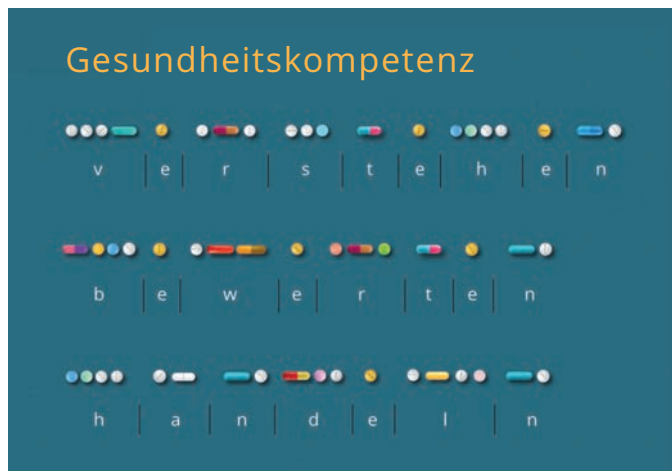 Gesundheitskompetenz
v | e | r | s | t | e | h | e | n
b | e | w | e | r | t | e | n
h | a | n | d | e | l | n